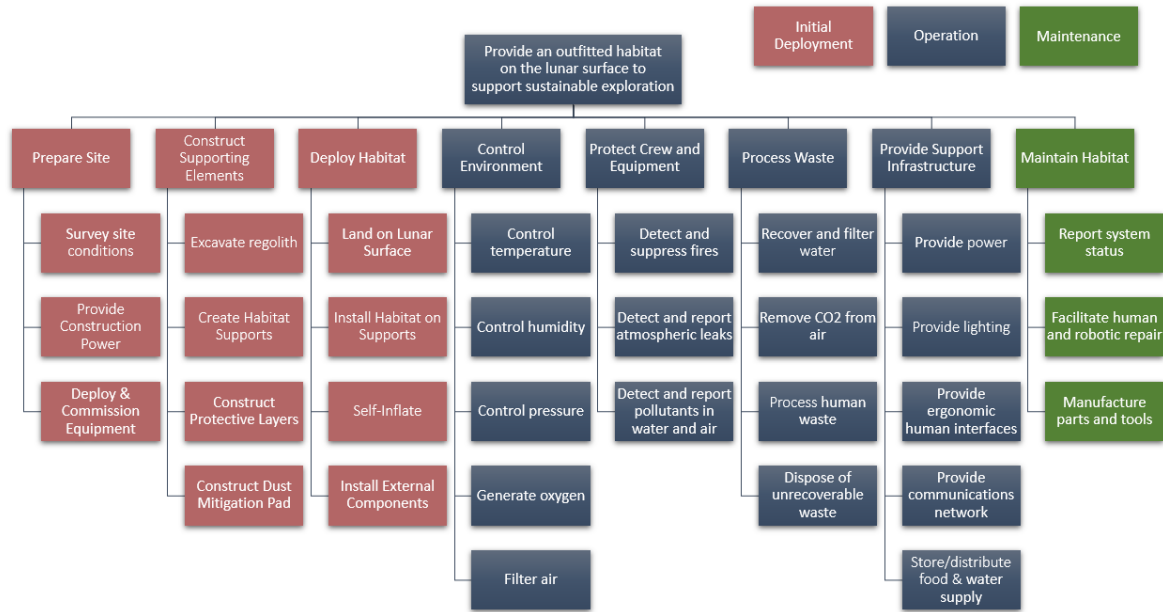 Initial
Deployment
Operation
Maintenance
Provide an outfitted habitat
on the lunar surface to
support sustainable exploration
Prepare Site
Construct
Supporting
Elements
Deploy Habitat
Control
Environment
Protect Crew and
Equipment
Process Waste
Provide Support
Infrastructure
Maintain Habitat
Survey site
conditions
Provide
Construction
Power
Deploy &
Commission
Equipment
Excavate regolith
Create Habitat
Supports
Construct
Protective Layers
Construct Dust
Mitigation Pad
Land on Lunar
Surface
Install Habitat on
Supports
Self-Inflate
Install External
Components
Control
temperature
Control humidity
Control pressure
Generate oxygen
Filter air
Detect and
suppress fires
Detect and report
atmospheric leaks
Detect and report
pollutants in
water and air
Recover and filter
water
Remove CO2 from
air
Process human
waste
Dispose of
unrecoverable
waste
Provide power
Provide lighting
Provide
ergonomic
human interfaces
Provide
communications
network
Store/distribute
food & water
supply
Report system
status
Facilitate human
and robotic repair
Manufacture
parts and tools